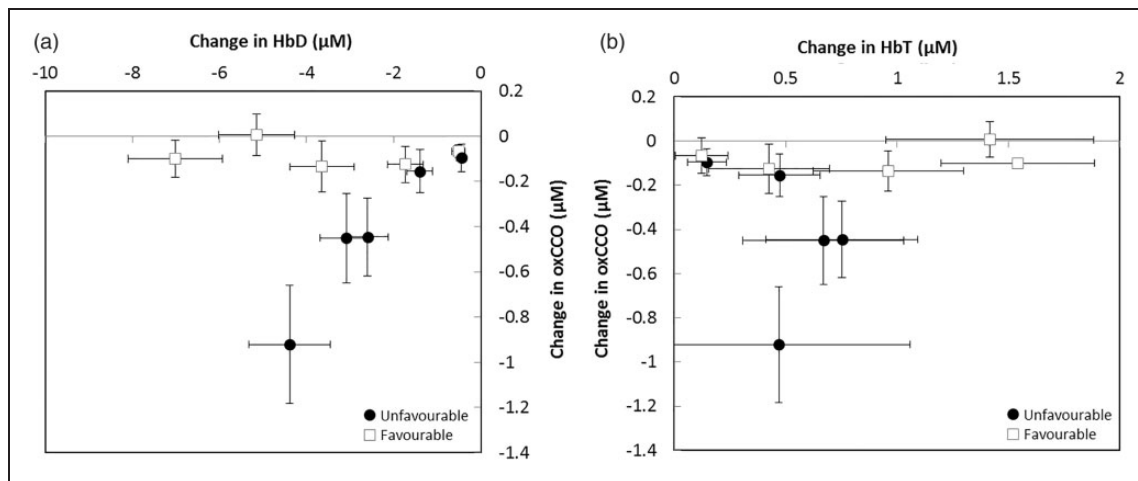 (a)
Change in HbD (µM)
-10 -8 -6 -4 -2 0
0.2
0
-0.2
-0.4
-0.6
-0.8
-1
-1.2
-1.4
Change in oxCCO (µM)
Unfavourable
Favourable
(b)
Change in HbT (µM)
0 0.5 1 1.5 2
0.2
0
-0.2
-0.4
-0.6
-0.8
-1
-1.2
-1.4
Change in oxCCO (µM)
Unfavourable
Favourable